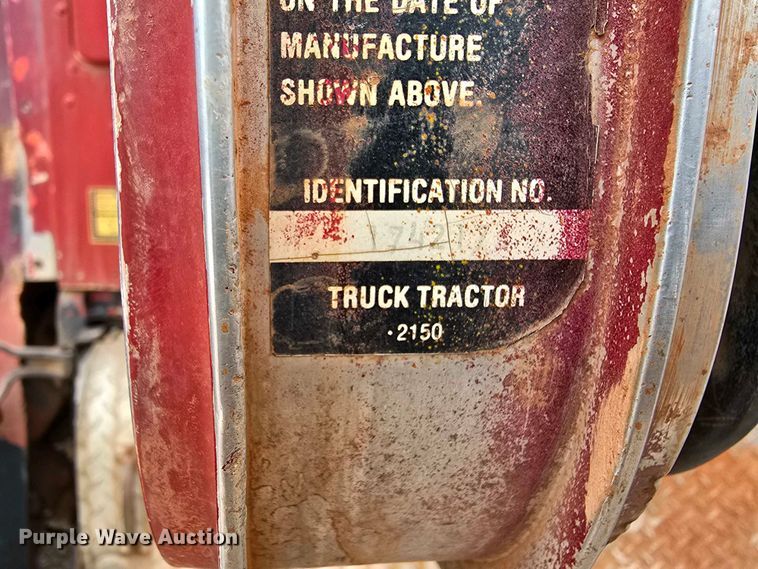 ON THE DATE OF
MANUFACTURE
SHOWN ABOVE.
IDENTIFICATION NO.
TRUCK TRACTOR
·2150
Purple Wave Auction